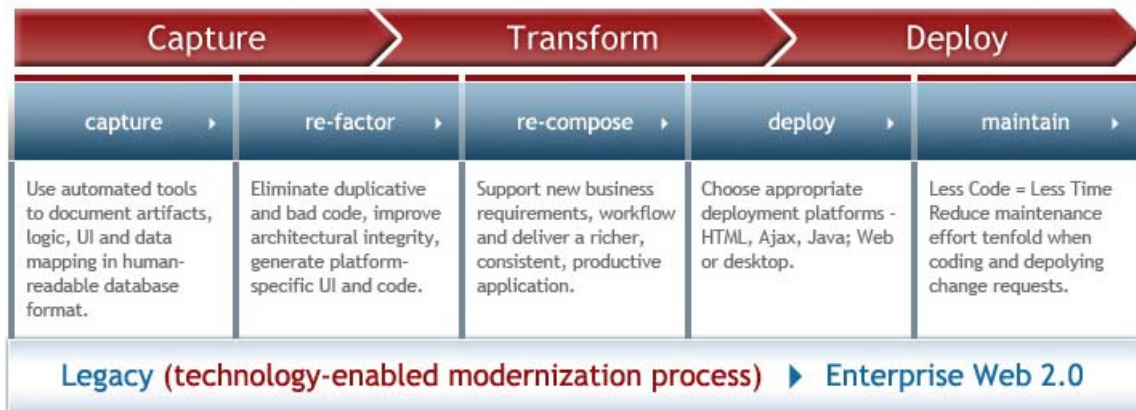 Capture
Transform
Deploy
capture
re-factor
re-compose
deploy
maintain
Use automated tools
to document artifacts,
logic, UI and data
mapping in human-
readable database
format.
Eliminate duplicative
and bad code, improve
architectural integrity,
generate platform-
specific UI and code.
Support new business
requirements, workflow
and deliver a richer,
consistent, productive
application.
Choose appropriate
deployment platforms -
HTML, Ajax, Java; Web
or desktop.
Less Code = Less Time
Reduce maintenance
effort tenfold when
coding and depolying
change requests.
Legacy (technology-enabled modernization process) Enterprise Web 2.0